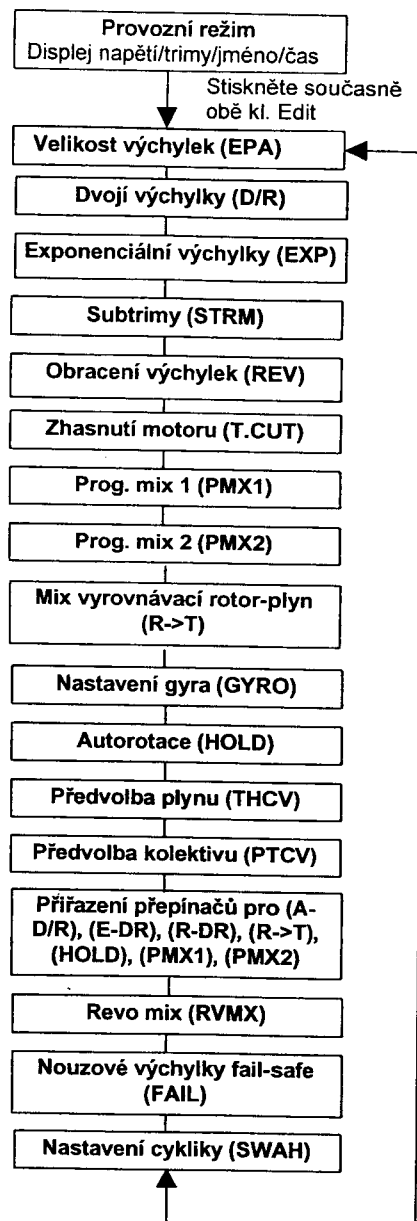 Provozní režim
Displej napětí/trimy/jméno/čas
Stiskněte současně
obě kl. Edit
Velikost výchylek (EPA)
Dvojí výchylky (D/R)
Exponenciální výchylky (EXP)
Subtrimy (STRM)
Obracení výchylek (REV)
Zhasnutí motoru (T.CUT)
Prog. mix 1 (PMX1)
Prog. mix 2 (PMX2)
Mix vyrovnávací rotor-plyn
(R->T)
Nastavení gyra (GYRO)
Autorotace (HOLD)
Předvolba plynu (THCV)
Předvolba kolektivu (PTCV)
Přiřazení přepínačů pro (A-
D/R), (E-DR), (R-DR), (R->T),
(HOLD), (PMX1), (PMX2)
Revo mix (RVMX)
Nouzové výchylky fail-safe
(FAIL)
Nastavení cykliky (SWAH)